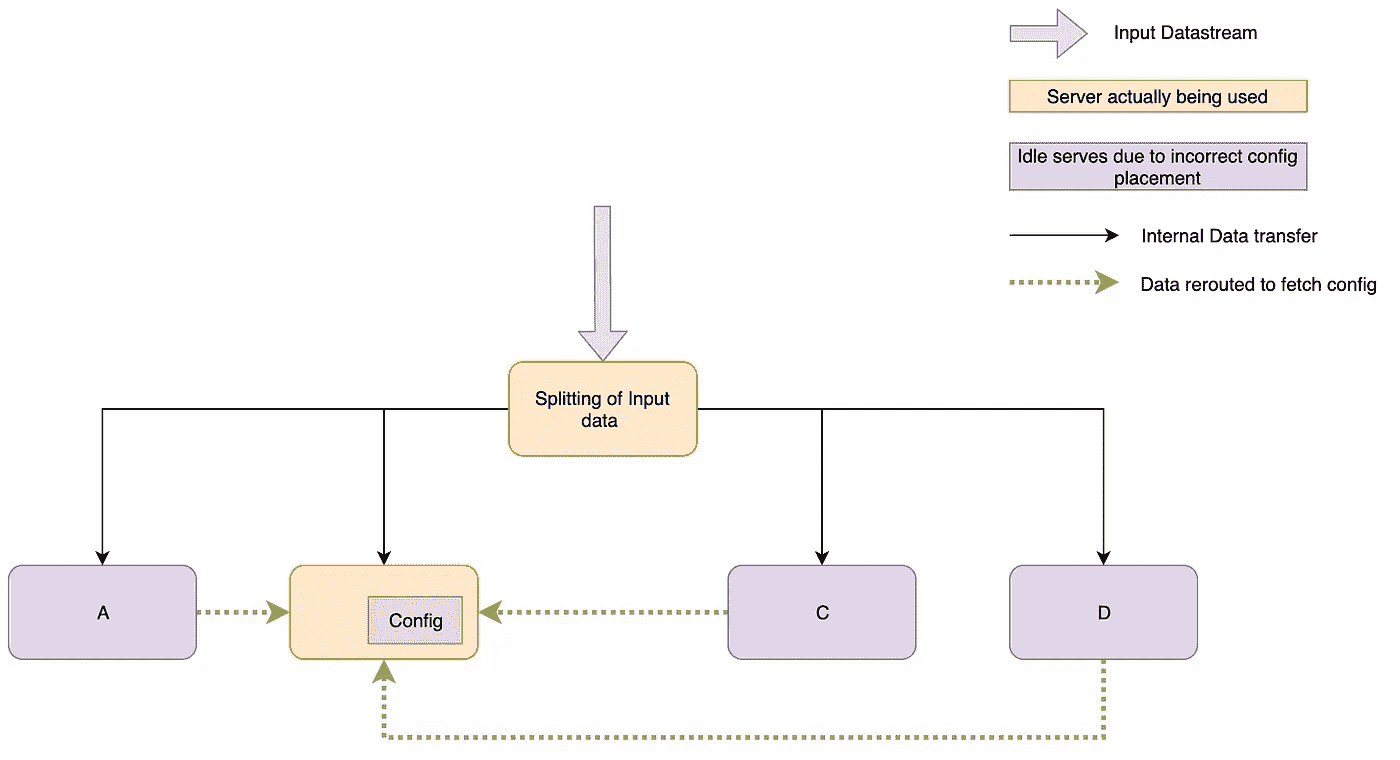 Input Datastream
Server actually being used
Idle serves due to incorrect config
placement
Internal Data transfer
Data rerouted to fetch config
Splitting of Input
data
A
Config
C
D